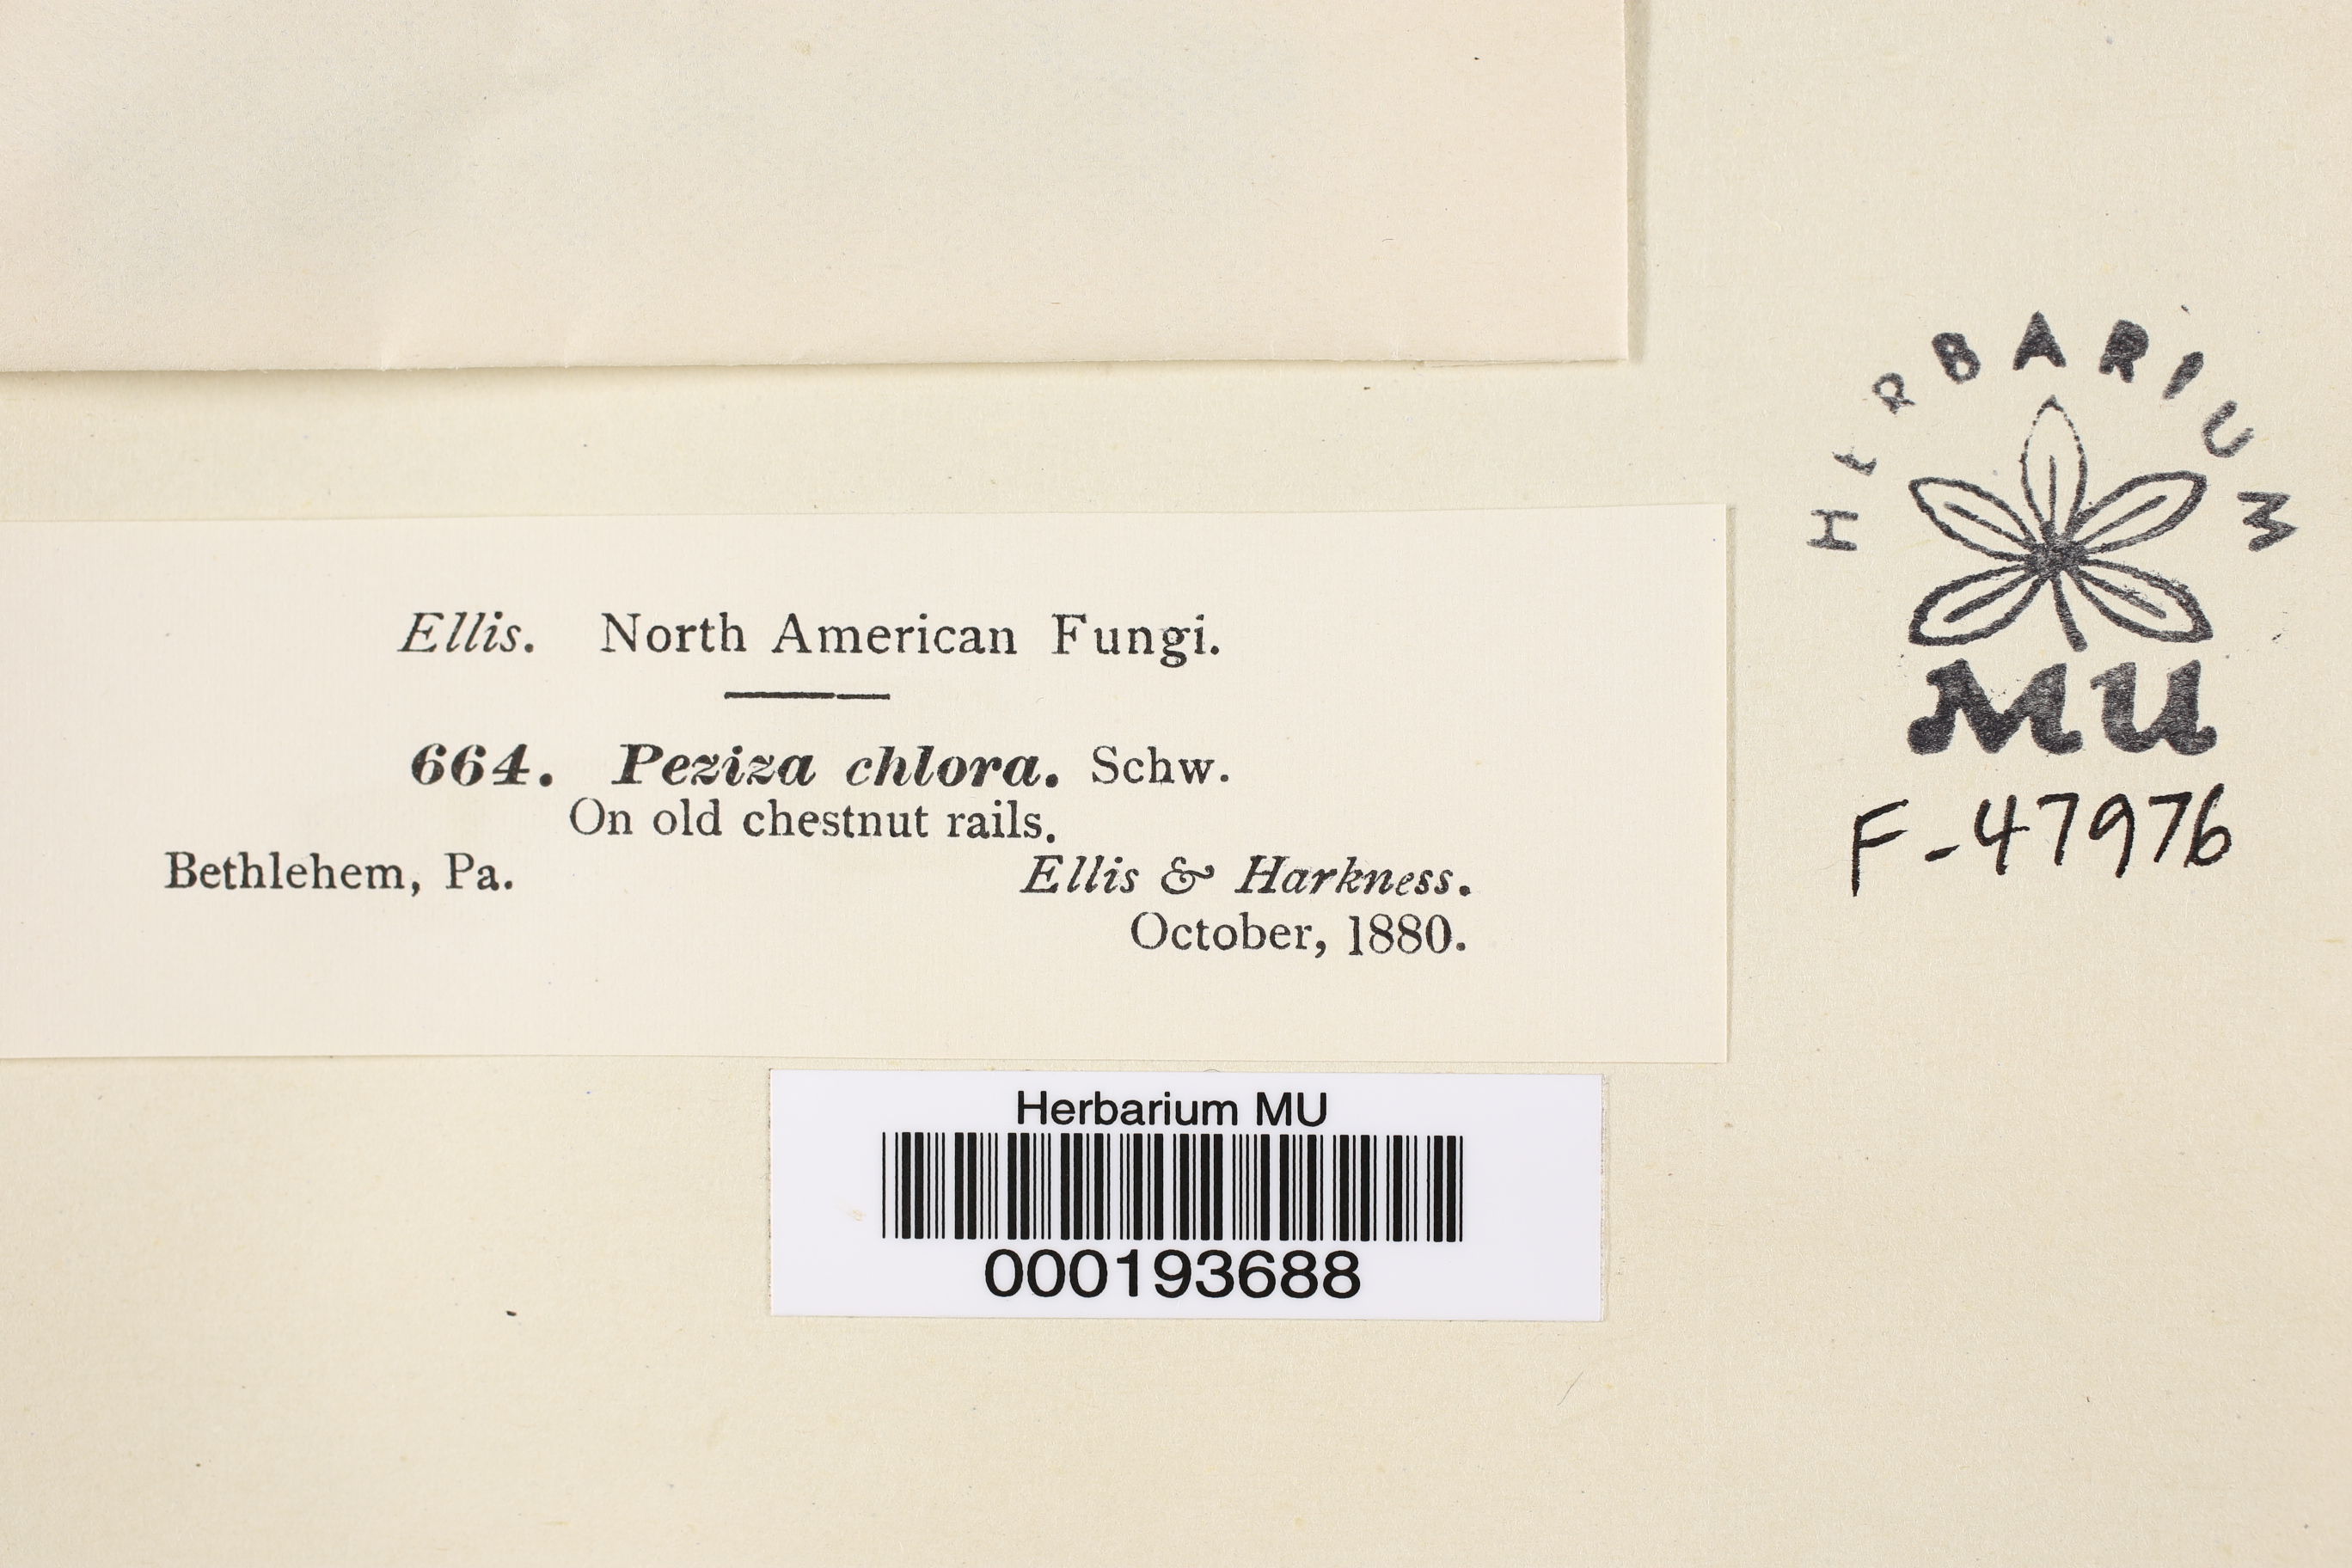 Ellis. North American Fungi.
664. Peziza chlora. Schw.
On old chestnut rails.
Bethlehem, Pa.
Ellis & Harkness.
October, 1880.
HERBARIUM
MU
F-47976
Herbarium MU
000193688